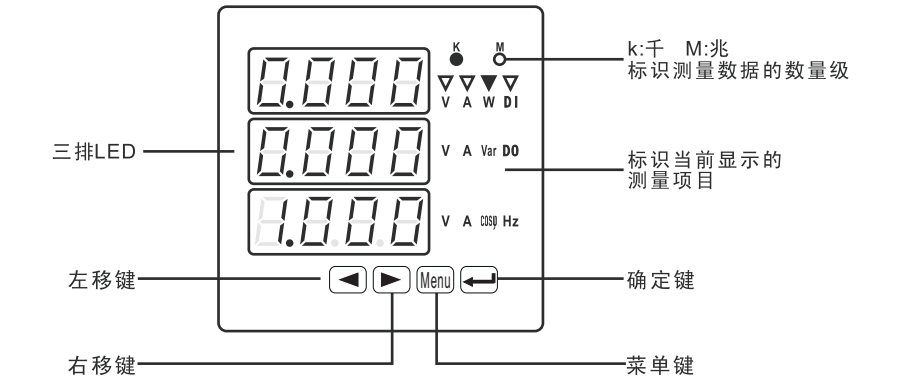 K M
k:千 M:兆
标识测量数据的数量级
0.000
V A W DI
三排LED
0.000
V A Var DO
标识当前显示的
测量项目
1.000
V A cosφ Hz
左移键
Menu
确定键
右移键
菜单键